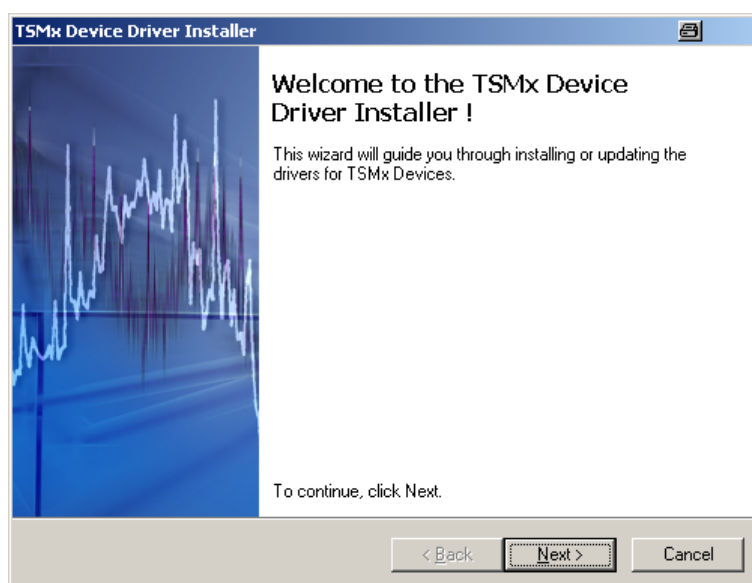 TSMx Device Driver Installer
Welcome to the TSMx Device
Driver Installer !
This wizard will guide you through installing or updating the
drivers for TSMx Devices.
To continue, click Next.
< Back
Next >
Cancel